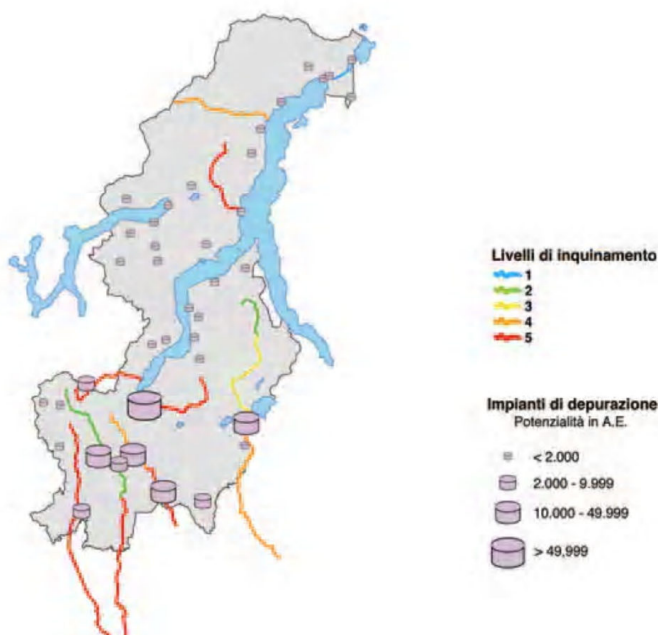 Livelli di inquinamento
1
2
3
4
5
Impianti di depurazione
Potenzialità in A.E.
< 2.000
2.000 - 9.999
10.000 - 49.999
> 49,999